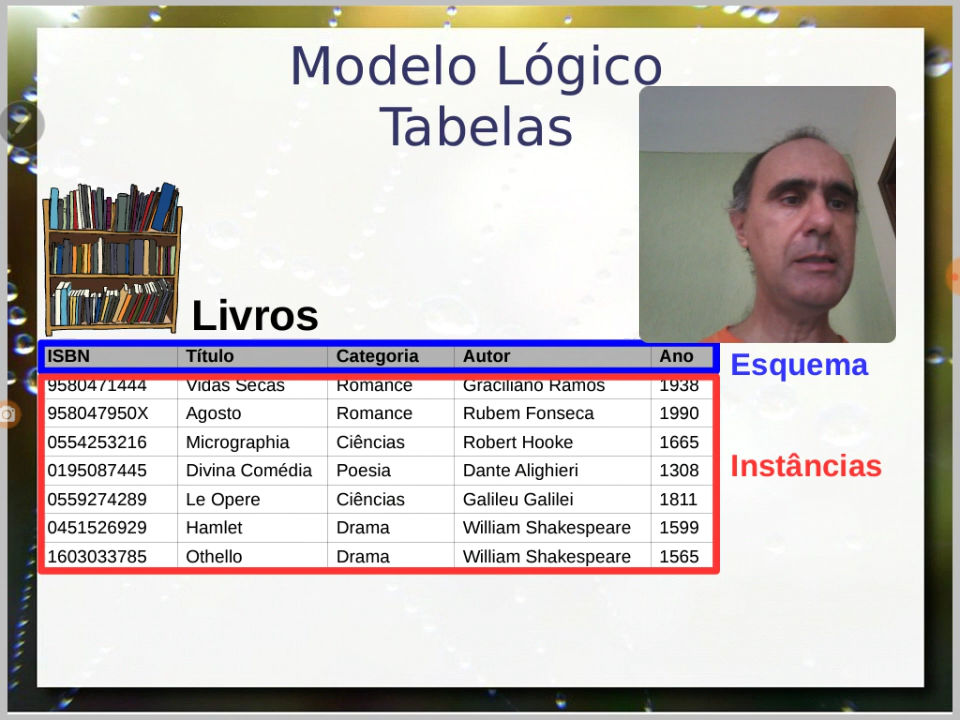 Modelo Lógico
Tabelas
Livros
ISBN Título Categoria Autor Ano
Esquema
9580471444 Vidas Secas Romance Graciliano Ramos 1938
958047950X Agosto Romance Rubem Fonseca 1990
0554253216 Micrographia Ciências Robert Hooke 1665
Instâncias
0195087445 Divina Comédia Poesia Dante Alighieri 1308
0559274289 Le Opere Ciências Galileu Galilei 1811
0451526929 Hamlet Drama William Shakespeare 1599
1603033785 Othello Drama William Shakespeare 1565